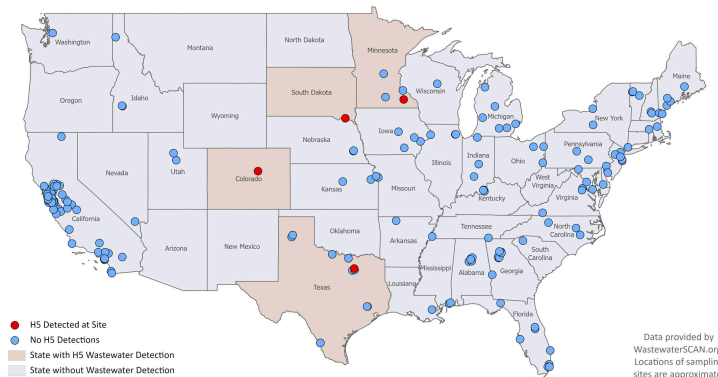 Washington
Montana
North Dakota
Minnesota
Maine
Oregon
Idaho
South Dakota
Wisconsin
Michigan
New York
Wyoming
Iowa
Pennsylvania
Nebraska
Nevada
Utah
Colorado
Kansas
Missouri
Illinois
Indiana
Ohio
West
Virginia
Virginia
Kentucky
California
Arizona
New Mexico
Oklahoma
Arkansas
Tennessee
North
Carolina
South
Carolina
Mississippi
Alabama
Georgia
Texas
Louisiana
Florida
H5 Detected at Site
No H5 Detections
State with H5 Wastewater Detection
State without Wastewater Detection
Data provided by
WastewaterSCAN.org
Locations of sampling
sites are approximate